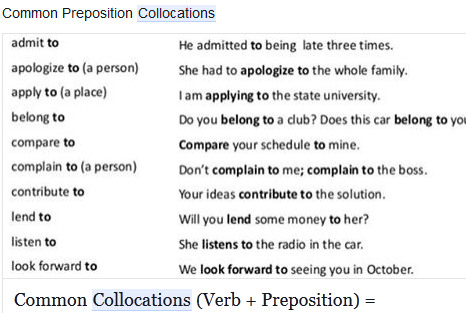 Common Preposition Collocations
admit to He admitted to being late three times.
apologize to (a person) She had to apologize to the whole family.
apply to (a place) I am applying to the state university.
belong to Do you belong to a club? Does this car belong to you
compare to Compare your schedule to mine.
complain to (a person) Don't complain to me; complain to the boss.
contribute to Your ideas contribute to the solution.
lend to Will you lend some money to her?
listen to She listens to the radio in the car.
look forward to We look forward to seeing you in October.
Common Collocations (Verb + Preposition) =